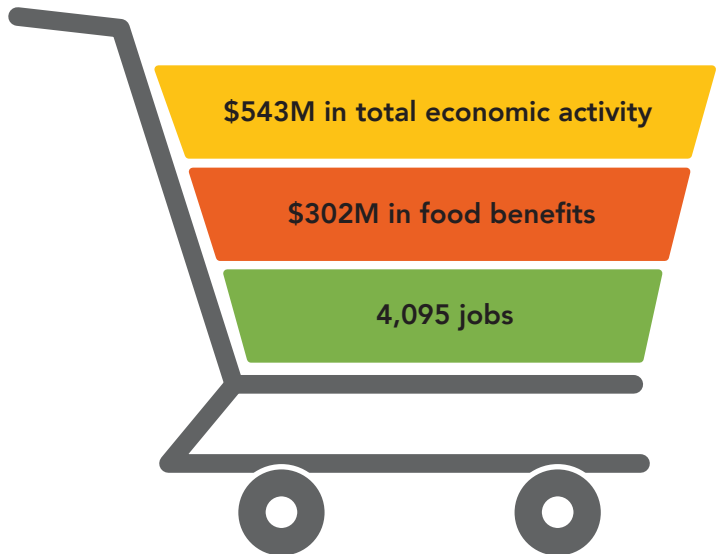 $543M in total economic activity
$302M in food benefits
4,095 jobs